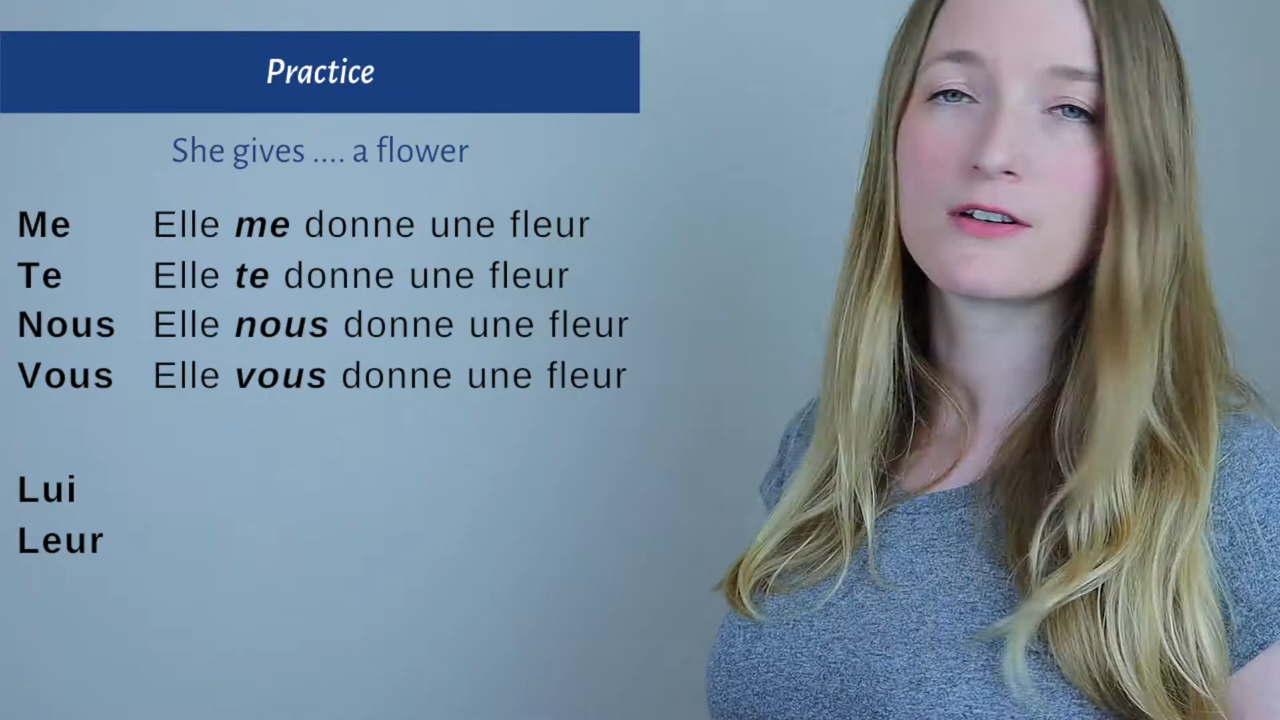 Practice
She gives .... a flower
Me Elle me donne une fleur
Te Elle te donne une fleur
Nous Elle nous donne une fleur
Vous Elle vous donne une fleur
Lui
Leur